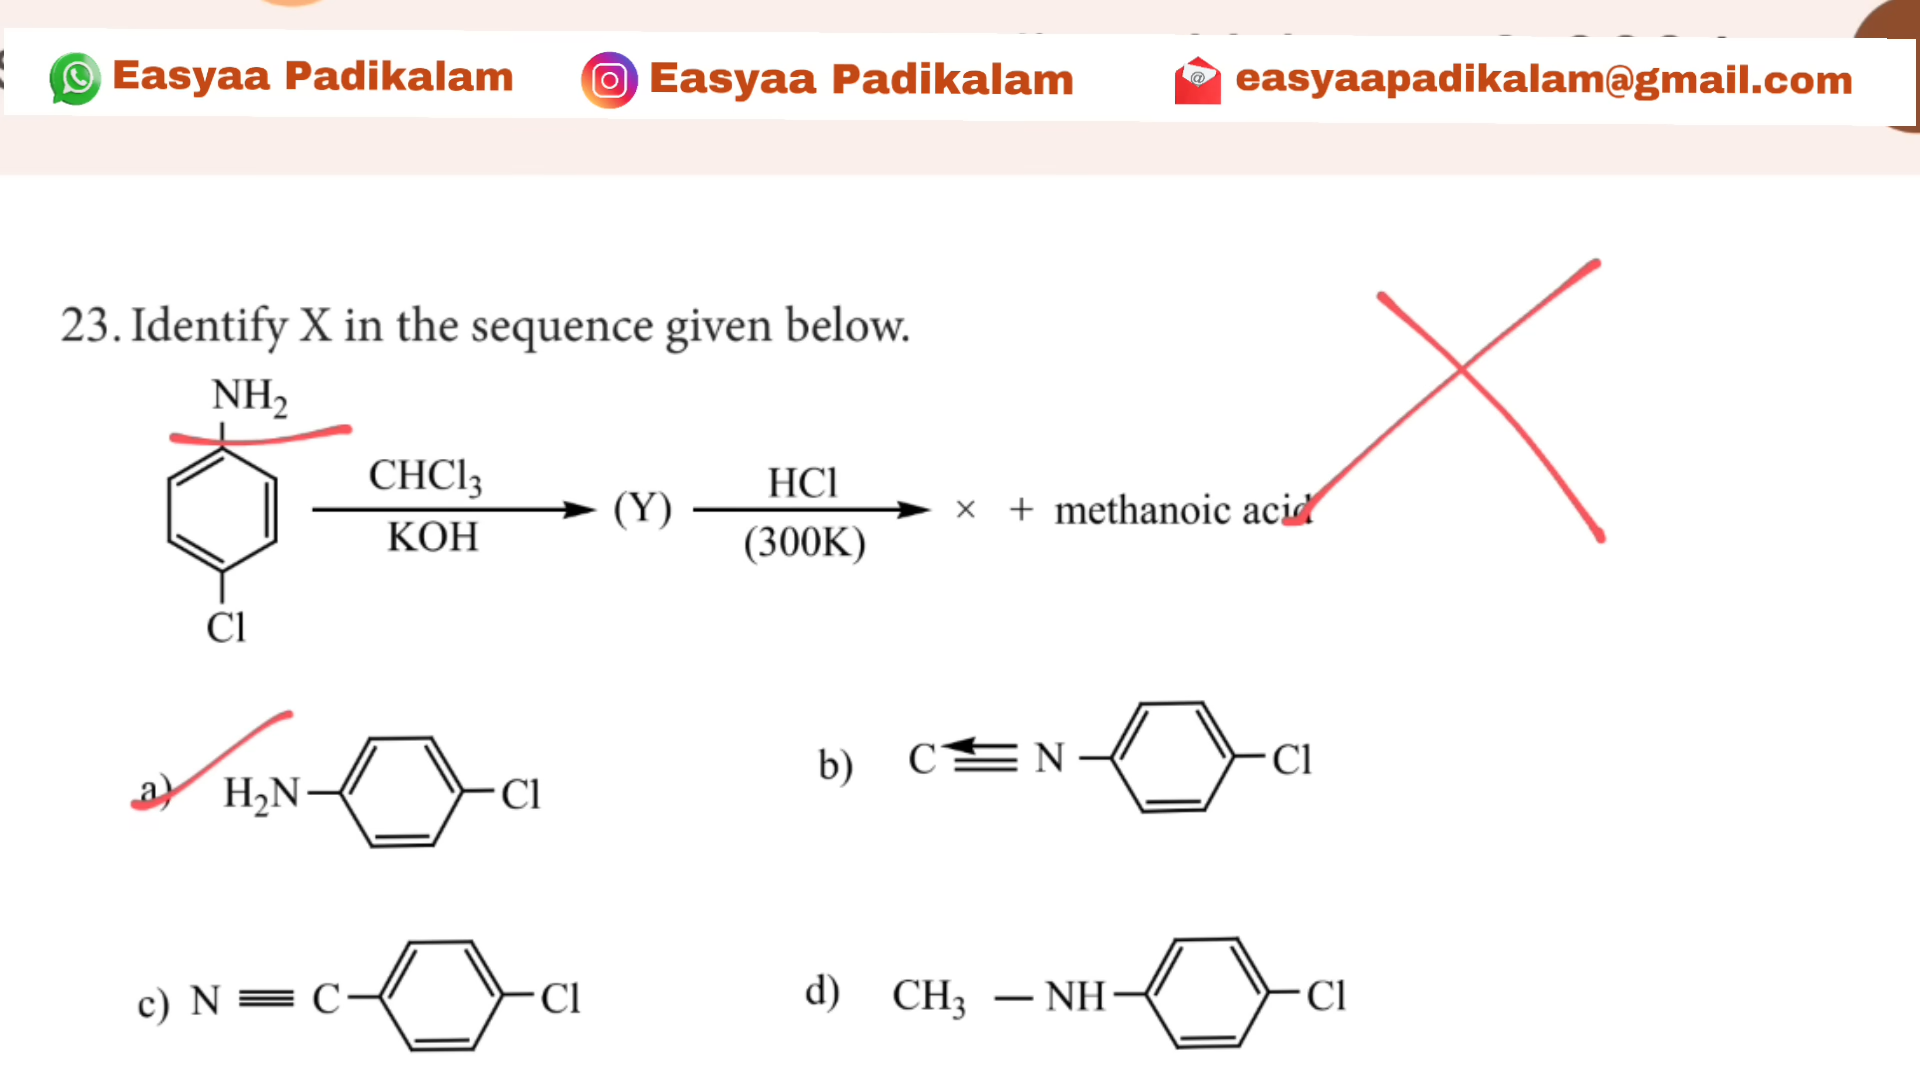 Easyaa Padikalam Easyaa Padikalam easyaapadikalam@gmail.com
23. Identify X in the sequence given below.
NH2
CHCl3
KOH
(Y)
HCl
(300K)
× + methanoic acid
Cl
a) H2N Cl
b) C N Cl
c) N ≡ C Cl
d) CH3 — NH Cl